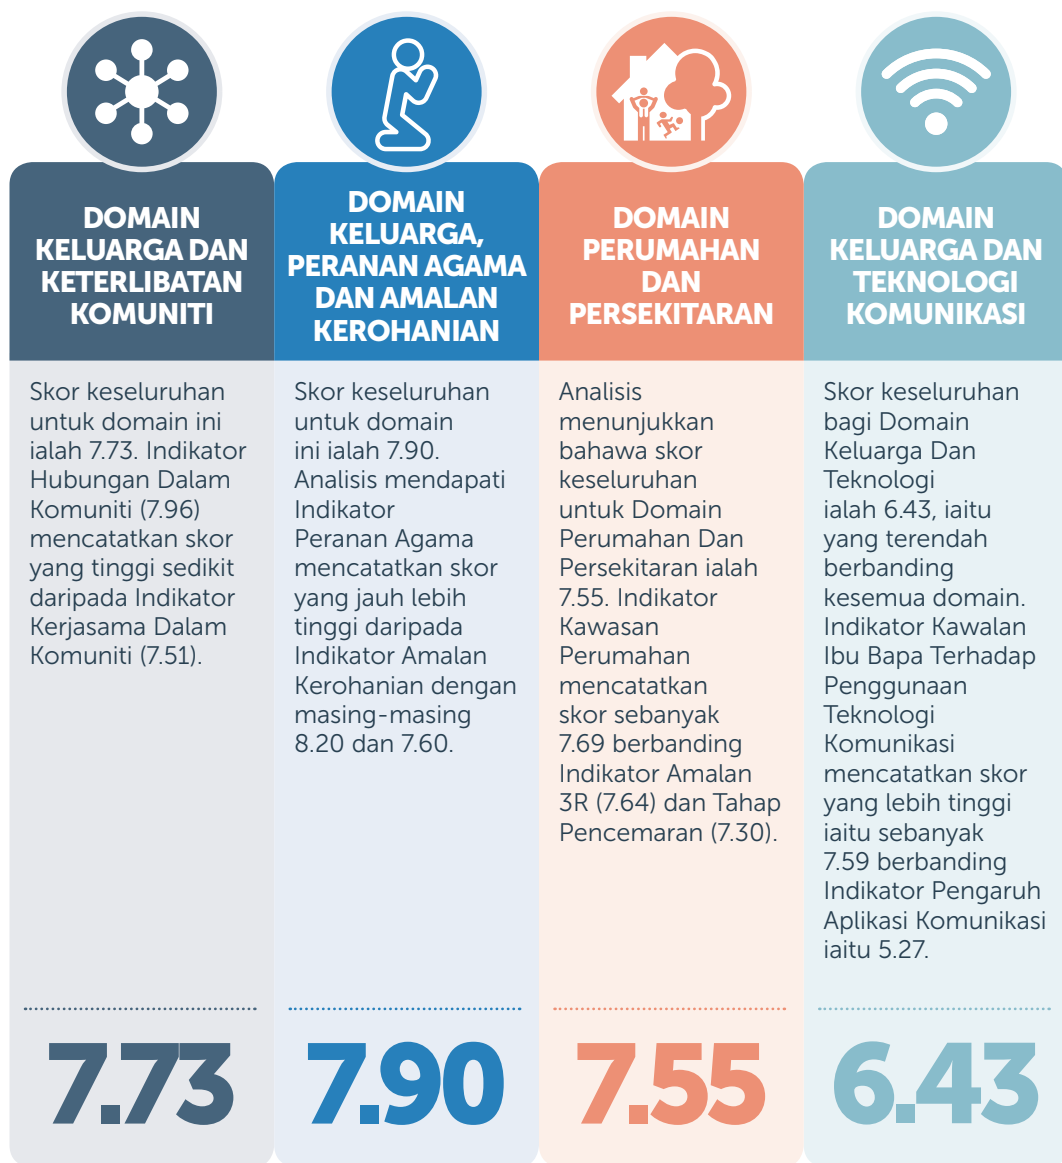 DOMAIN
KELUARGA DAN
KETERLIBATAN
KOMUNITI
Skor keseluruhan
untuk domain ini
ialah 7.73. Indikator
Hubungan Dalam
Komuniti (7.96)
mencatatkan skor
yang tinggi sedikit
daripada Indikator
Kerjasama Dalam
Komuniti (7.51).
7.73
DOMAIN
KELUARGA,
PERANAN AGAMA
DAN AMALAN
KEROHANIAN
Skor keseluruhan
untuk domain
ini ialah 7.90.
Analisis mendapati
Indikator
Peranan Agama
mencatatkan skor
yang jauh lebih
tinggi daripada
Indikator Amalan
Kerohanian dengan
masing-masing
8.20 dan 7.60.
7.90
DOMAIN
PERUMAHAN
DAN
PERSEKITARAN
Analisis
menunjukkan
bahawa skor
keseluruhan
untuk Domain
Perumahan Dan
Persekitaran ialah
7.55. Indikator
Kawasan
Perumahan
mencatatkan
skor sebanyak
7.69 berbanding
Indikator Amalan
3R (7.64) dan Tahap
Pencemaran (7.30).
7.55
DOMAIN
KELUARGA DAN
TEKNOLOGI
KOMUNIKASI
Skor keseluruhan
bagi Domain
Keluarga Dan
Teknologi
ialah 6.43, iaitu
yang terendah
berbanding
kesemua domain.
Indikator Kawalan
Ibu Bapa Terhadap
Penggunaan
Teknologi
Komunikasi
mencatatkan skor
yang lebih tinggi
iaitu sebanyak
7.59 berbanding
Indikator Pengaruh
Aplikasi Komunikasi
iaitu 5.27.
6.43